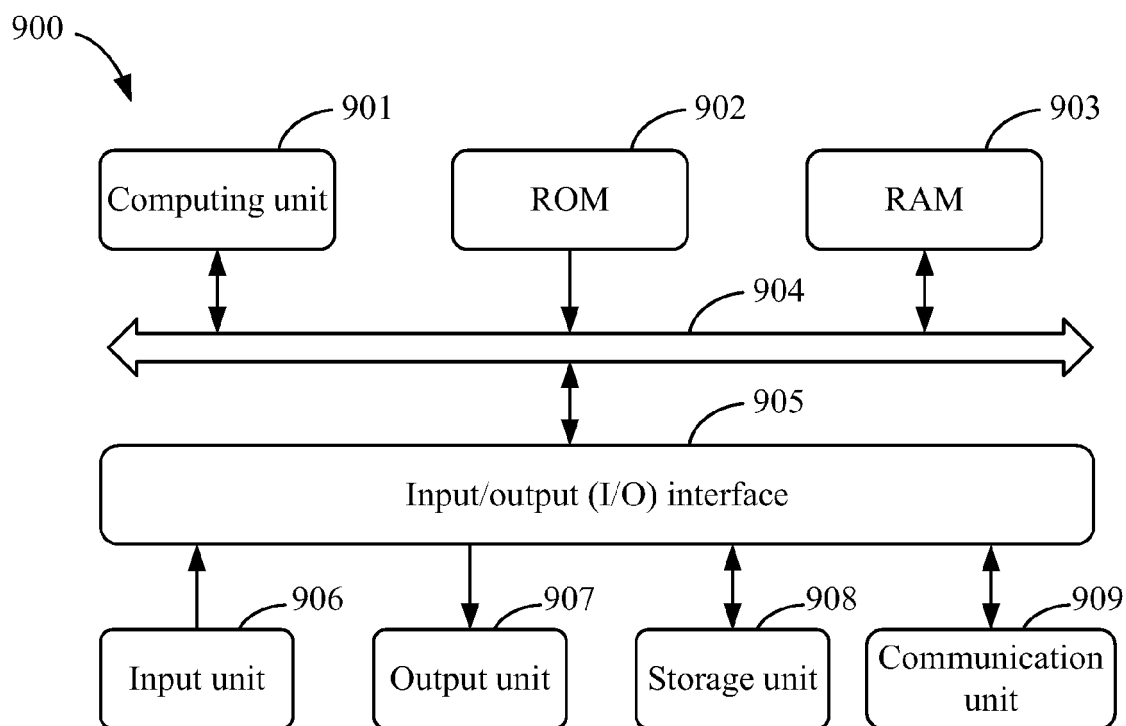 900
901
902
903
Computing unit
ROM
RAM
904
905
Input/output (I/O) interface
906
907
908
909
Input unit
Output unit
Storage unit
Communication
unit